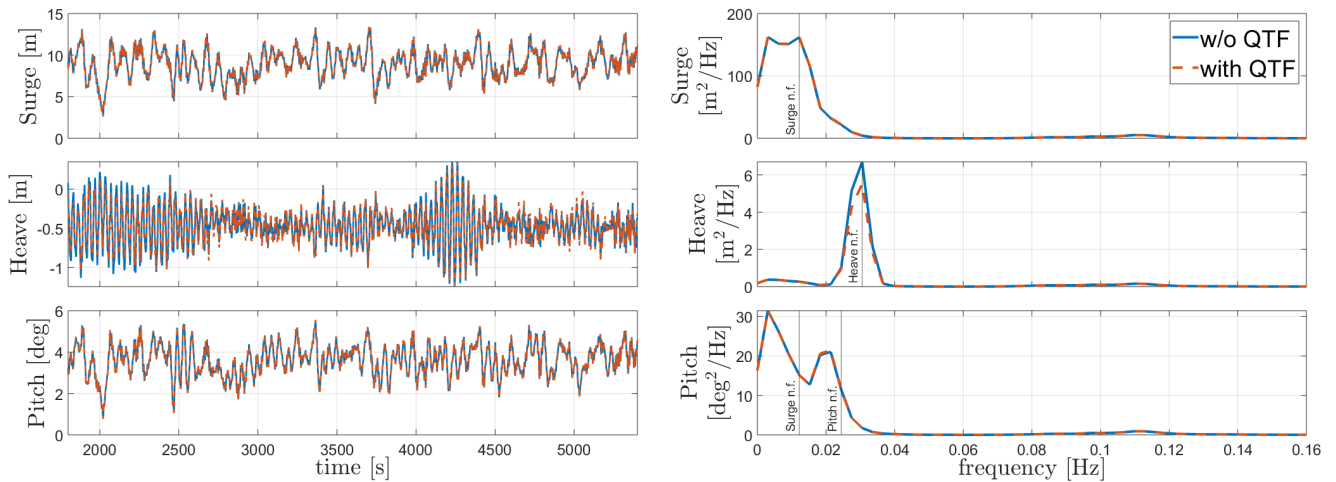 15
10
5
0
Surge [m]
200
100
0
Surge
[m²/Hz]
Surge n.f.
w/o QTF
with QTF
0
-0.5
-1
Heave [m]
6
4
2
0
Heave
[m²/Hz]
Heave n.f.
6
4
2
0
Pitch [deg]
2000
2500
3000
3500
4000
4500
5000
time [s]
30
20
10
0
Pitch
[deg²/Hz]
Surge n.f.
Pitch n.f.
0
0.02
0.04
0.06
0.08
0.1
0.12
0.14
0.16
frequency [Hz]